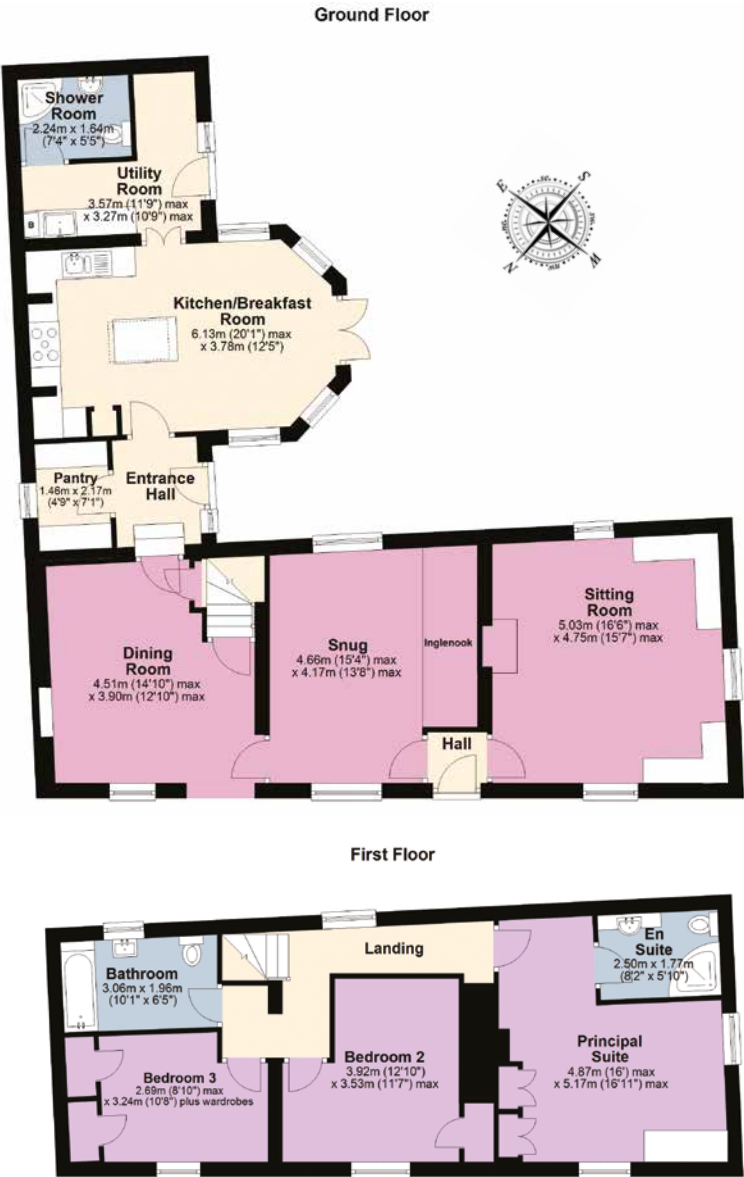 Ground Floor
Shower
Room
2.24m x 1.64m
(7'4" x 5'5")
Utility
Room
3.57m (11'9") max
x 3.27m (10'9") max
B
E
S
N
W
Kitchen/Breakfast
Room
6.13m (20'1") max
x 3.78m (12'5")
Pantry
1.46m x 2.17m
(4'9" x 7'1")
Entrance
Hall
Dining
Room
4.51m (14'10") max
x 3.90m (12'10") max
Snug
4.66m (15'4") max
x 4.17m (13'8") max
Inglenook
Sitting
Room
5.03m (16'6") max
x 4.75m (15'7") max
Hall
First Floor
Bathroom
3.06m x 1.96m
(10'1" x 6'5")
Landing
En
Suite
2.50m x 1.77m
(8'2" x 5'10")
Bedroom 3
2.69m (8'10") max
x 3.24m (10'8") plus wardrobes
Bedroom 2
3.92m (12'10")
x 3.53m (11'7") max
Principal
Suite
4.87m (16') max
x 5.17m (16'11") max